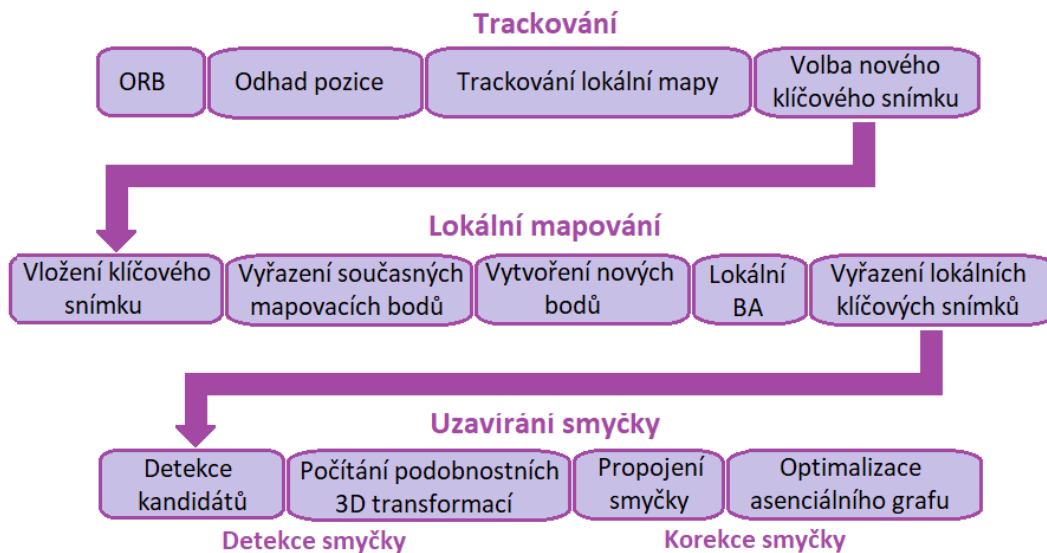 Trackování
ORB
Odhad pozice
Trackování lokální mapy
Volba nového
klíčového snímku
Lokální mapování
Vložení klíčového
snímku
Vyřazení současných
mapovacích bodů
Vytvoření nových
bodů
Lokální
BA
Vyřazení lokálních
klíčových snímků
Uzavírání smyčky
Detekce
kandidátů
Počítání podobnostních
3D transformací
Propojení
smyčky
Optimalizace
asenciálního grafu
Detekce smyčky
Korekce smyčky